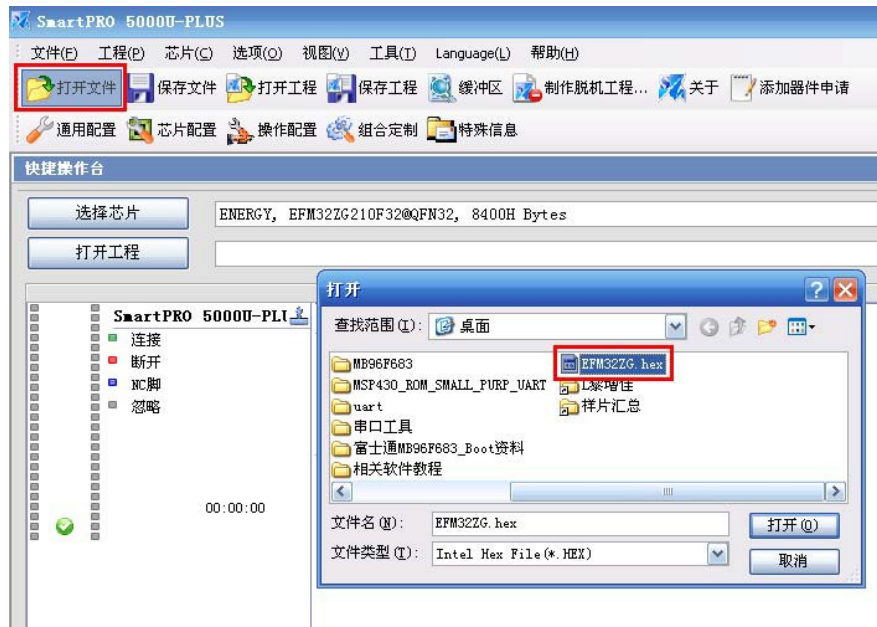 SmartPRO 5000U-PLUS
文件(F) 工程(P) 芯片(C) 选项(O) 视图(V) 工具(T) Language(L) 帮助(H)
打开文件 保存文件 打开工程 保存工程 缓冲区 制作脱机工程... 关于 添加器件申请
通用配置 芯片配置 操作配置 组合定制 特殊信息
快捷操作台
选择芯片 ENERGY, EFM32ZG210F32@QFN32, 8400H Bytes
打开工程
SmartPRO 5000U-PLU
连接
断开
NC脚
忽略
00:00:00
打开
查找范围(I): 桌面
MB96F683 EFM32ZG.hex
MSP430_ROM_SMALL_PURP_UART L黎增佳
uart 样片汇总
串口工具
富士通MB96F683_Boot资料
相关软件教程
文件名(N): EFM32ZG.hex 打开(O)
文件类型(T): Intel Hex File(*.HEX) 取消